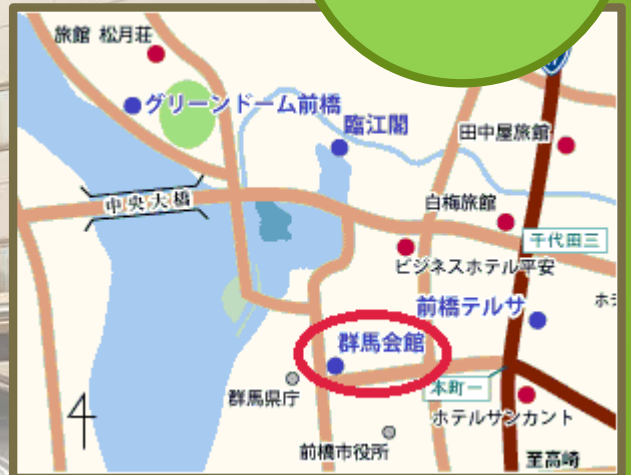 旅館 松月荘
グリーンドーム前橋
臨江閣
田中屋旅館
中央大橋
白梅旅館
千代田三
ビジネスホテル平安
前橋テルサ
ホ
群馬会館
群馬県庁
本町一
ホテルサンカント
前橋市役所
至高崎
4